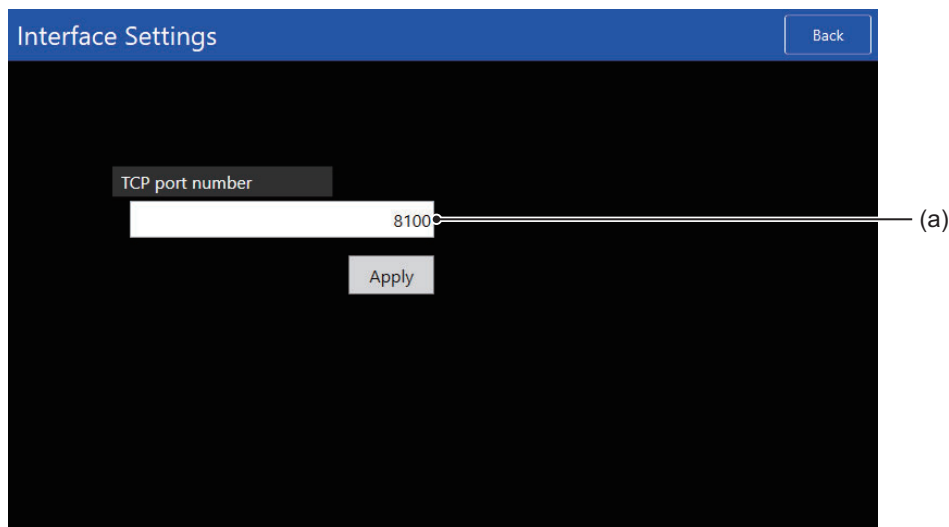 Interface Settings
Back
TCP port number
8100
(a)
Apply